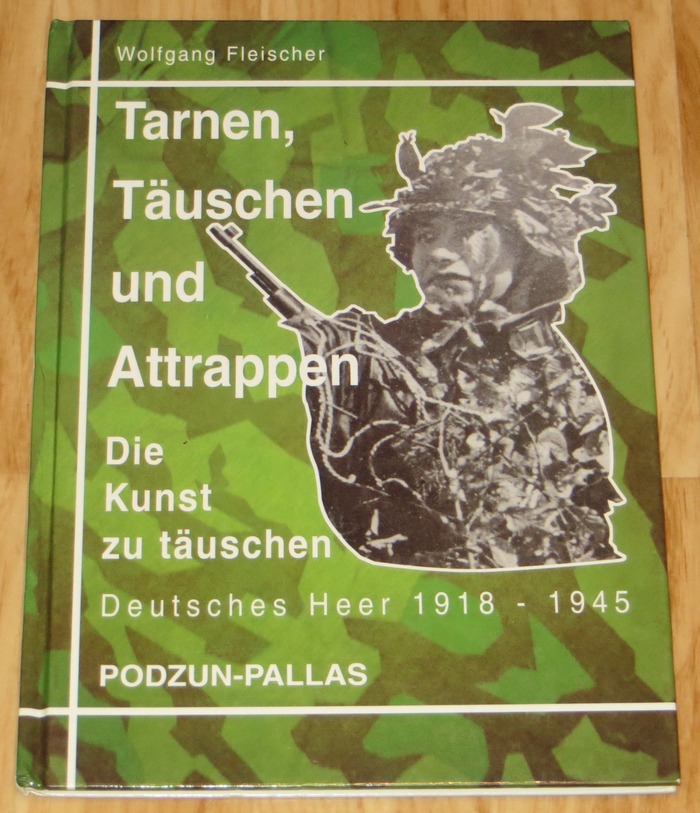 Wolfgang Fleischer
Tarnen,
Täuschen
und
Attrappen
Die
Kunst
zu täuschen
Deutsches Heer 1918 - 1945
PODZUN-PALLAS